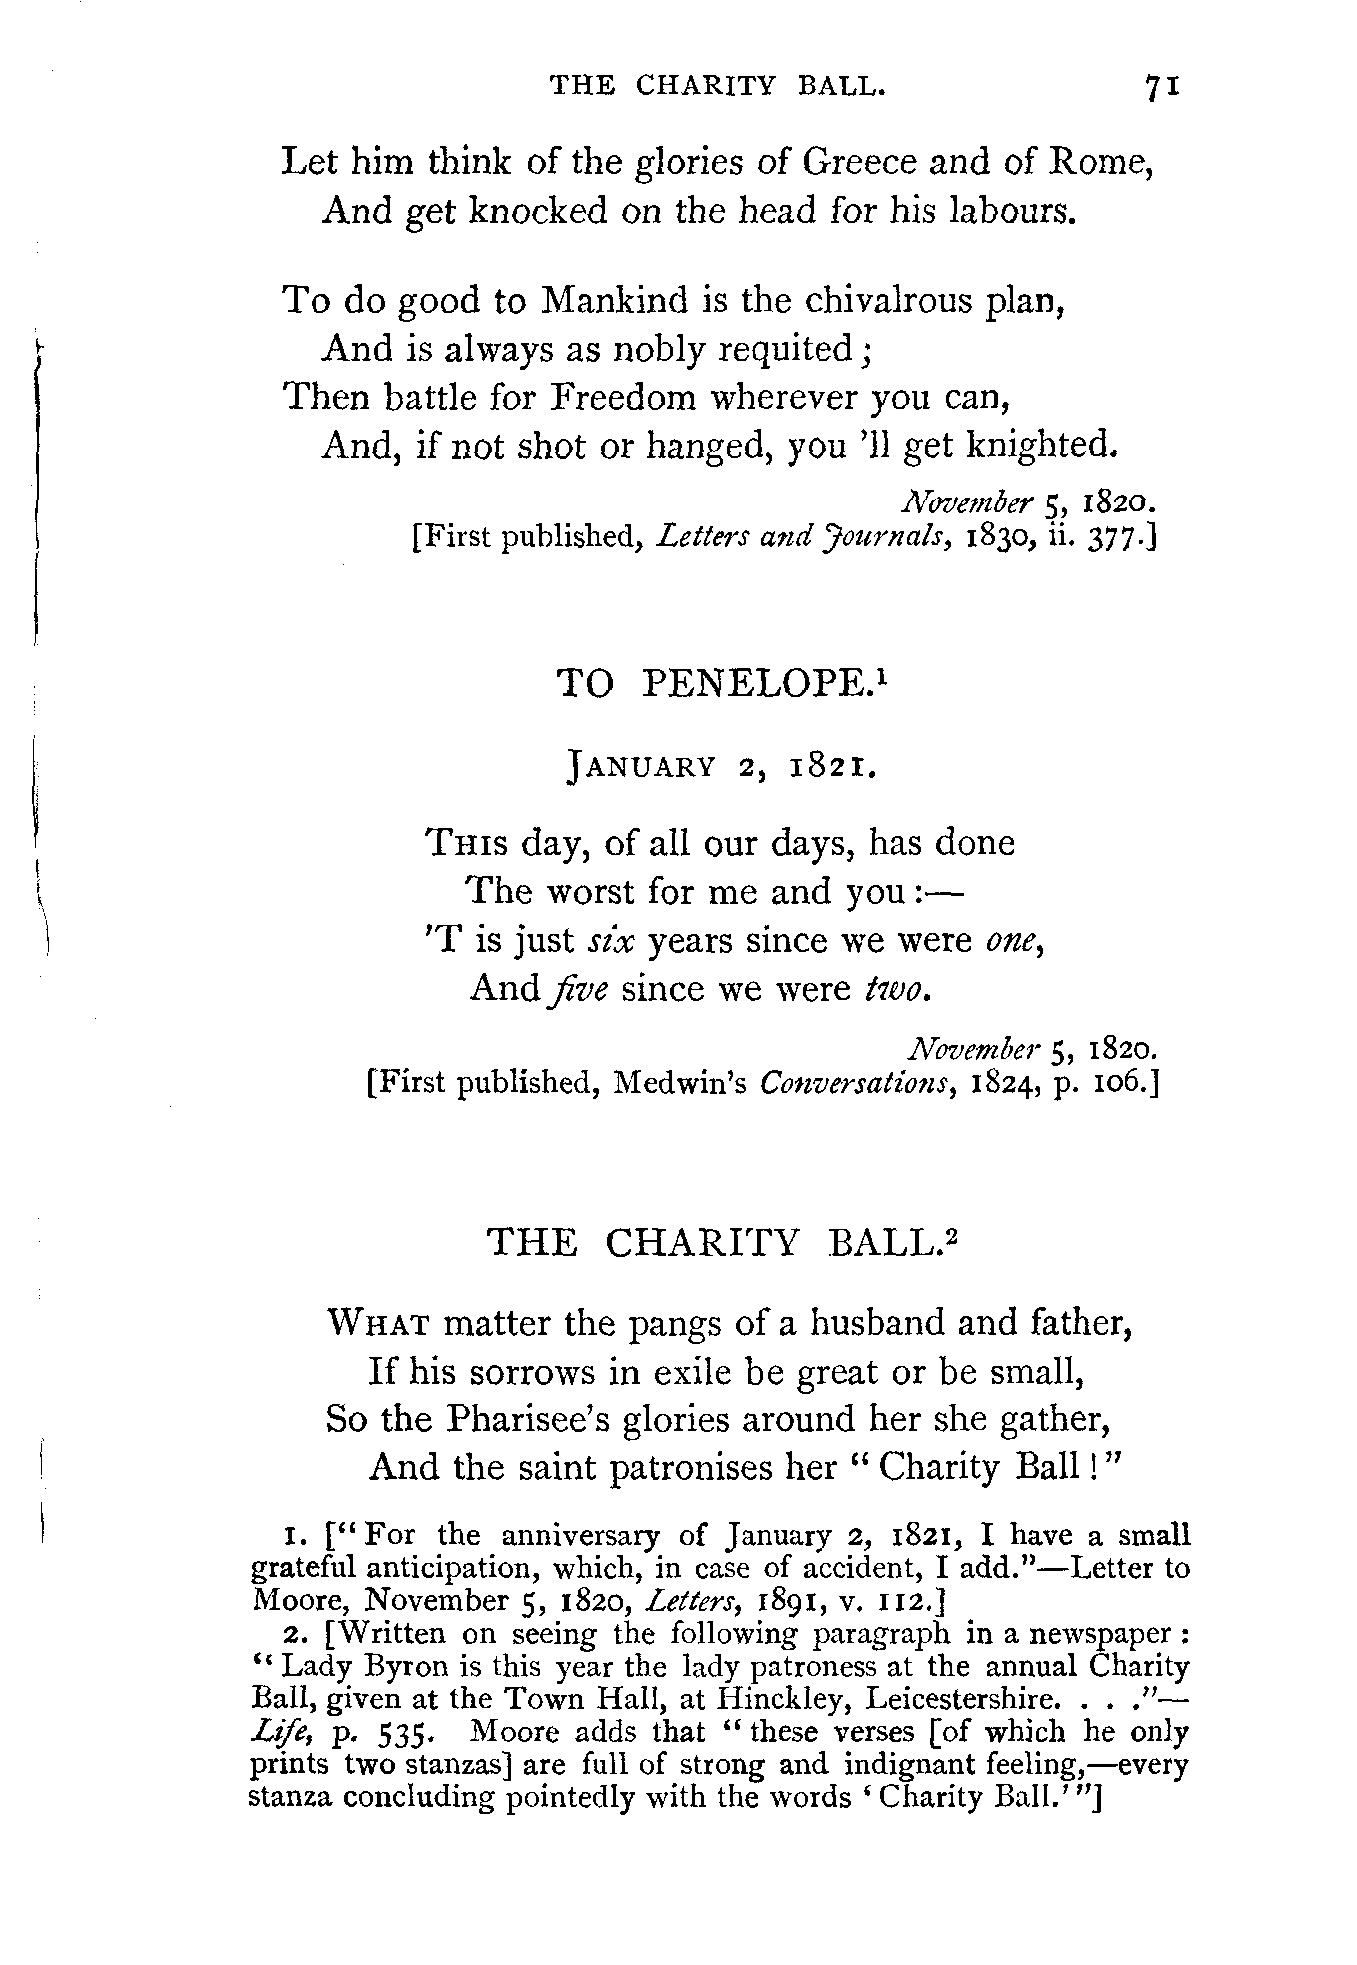 THE CHARITY BALL. 71
Let him think of the glories of Greece and of Rome,
And get knocked on the head for his labours.
To do good to Mankind is the chivalrous plan,
And is always as nobly requited;
Then battle for Freedom wherever you can,
And, if not shot or hanged, you 'll get knighted.
November 5, 1820.
[First published, Letters and Journals, 1830, ii. 377.]
TO PENELOPE.¹
JANUARY 2, 1821.
THIS day, of all our days, has done
The worst for me and you:—
'T is just six years since we were one,
And five since we were two.
November 5, 1820.
[First published, Medwin's Conversations, 1824, p. 106.]
THE CHARITY BALL.²
WHAT matter the pangs of a husband and father,
If his sorrows in exile be great or be small,
So the Pharisee's glories around her she gather,
And the saint patronises her "Charity Ball!"
1. ["For the anniversary of January 2, 1821, I have a small
grateful anticipation, which, in case of accident, I add."—Letter to
Moore, November 5, 1820, Letters, 1891, v. 112.]
2. [Written on seeing the following paragraph in a newspaper:
"Lady Byron is this year the lady patroness at the annual Charity
Ball, given at the Town Hall, at Hinckley, Leicestershire. . . ."—
Life, p. 535. Moore adds that "these verses [of which he only
prints two stanzas] are full of strong and indignant feeling,—every
stanza concluding pointedly with the words 'Charity Ball.'"]